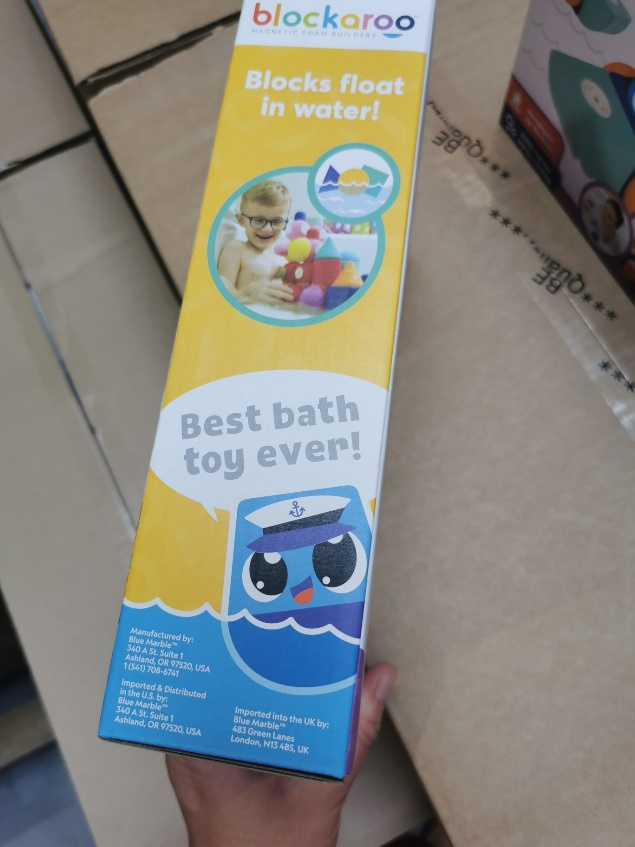 blockaroo
MAGNETIC FOAM BUILDERS
Blocks float
in water!
Best bath
toy ever!
Manufactured by:
Blue Marble™
340 A St. Suite 1
Ashland, OR 97520, USA
1 (541) 708-6741
Imported & Distributed
in the U.S. by:
Blue Marble™
340 A St. Suite 1
Ashland, OR 97520, USA
Imported into the UK by:
Blue Marble™
483 Green Lanes
London, N13 4BS, UK
BE
Qua
***
***
BE
Qua
***
***